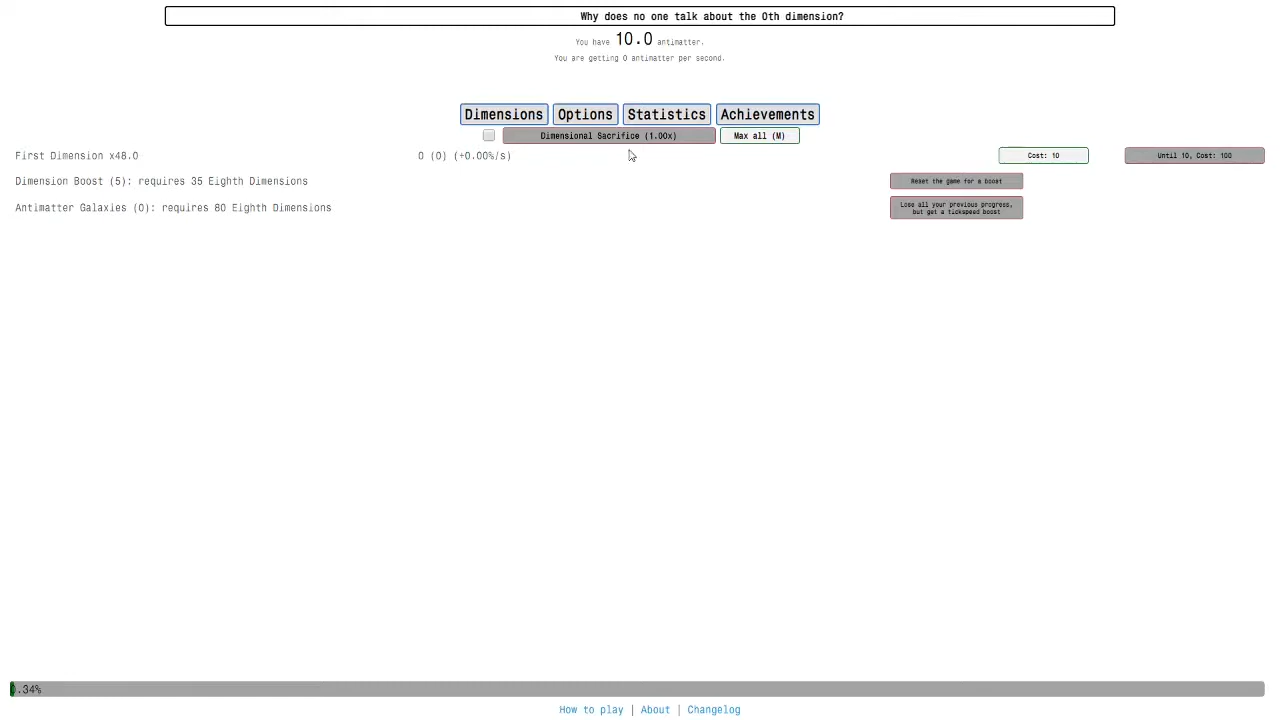 Why does no one talk about the 0th dimension?
You have 10.0 antimatter.
You are getting 0 antimatter per second.
Dimensions Options Statistics Achievements
Dimensional Sacrifice (1.00x) Max all (M)
First Dimension x48.0 0 (0) (+0.00%/s) Cost: 10 Until 10, Cost: 100
Dimension Boost (5): requires 35 Eighth Dimensions Reset the game for a boost
Antimatter Galaxies (0): requires 80 Eighth Dimensions Lose all your previous progress,
but get a tickspeed boost
.34%
How to play | About | Changelog